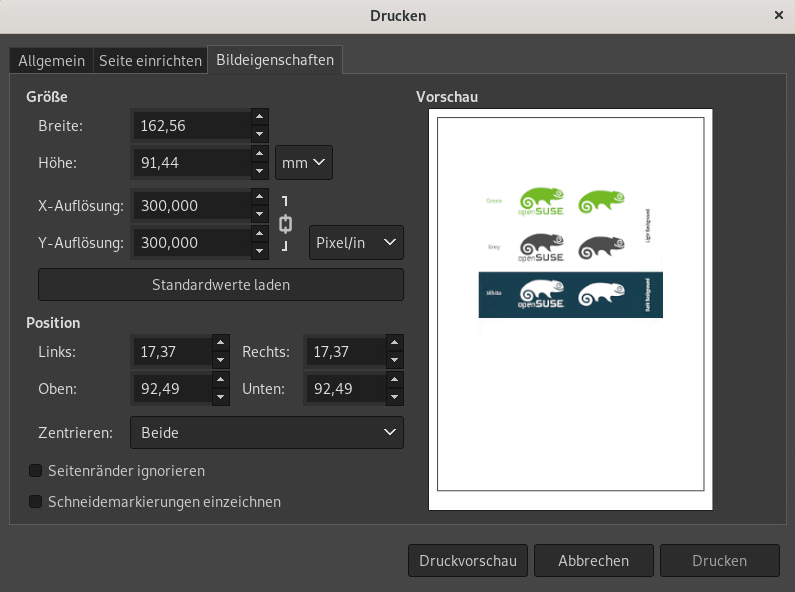 Drucken
Allgemein Seite einrichten Bildeigenschaften
Größe
Breite: 162,56
Höhe: 91,44 mm
X-Auflösung: 300,000
Y-Auflösung: 300,000 Pixel/in
Standardwerte laden
Position
Links: 17,37 Rechts: 17,37
Oben: 92,49 Unten: 92,49
Zentrieren: Beide
Seitenränder ignorieren
Schneidemarkierungen einzeichnen
Vorschau
Green
openSUSE
Light Background
Grey
openSUSE
White
openSUSE
Dark Background
Druckvorschau Abbrechen Drucken